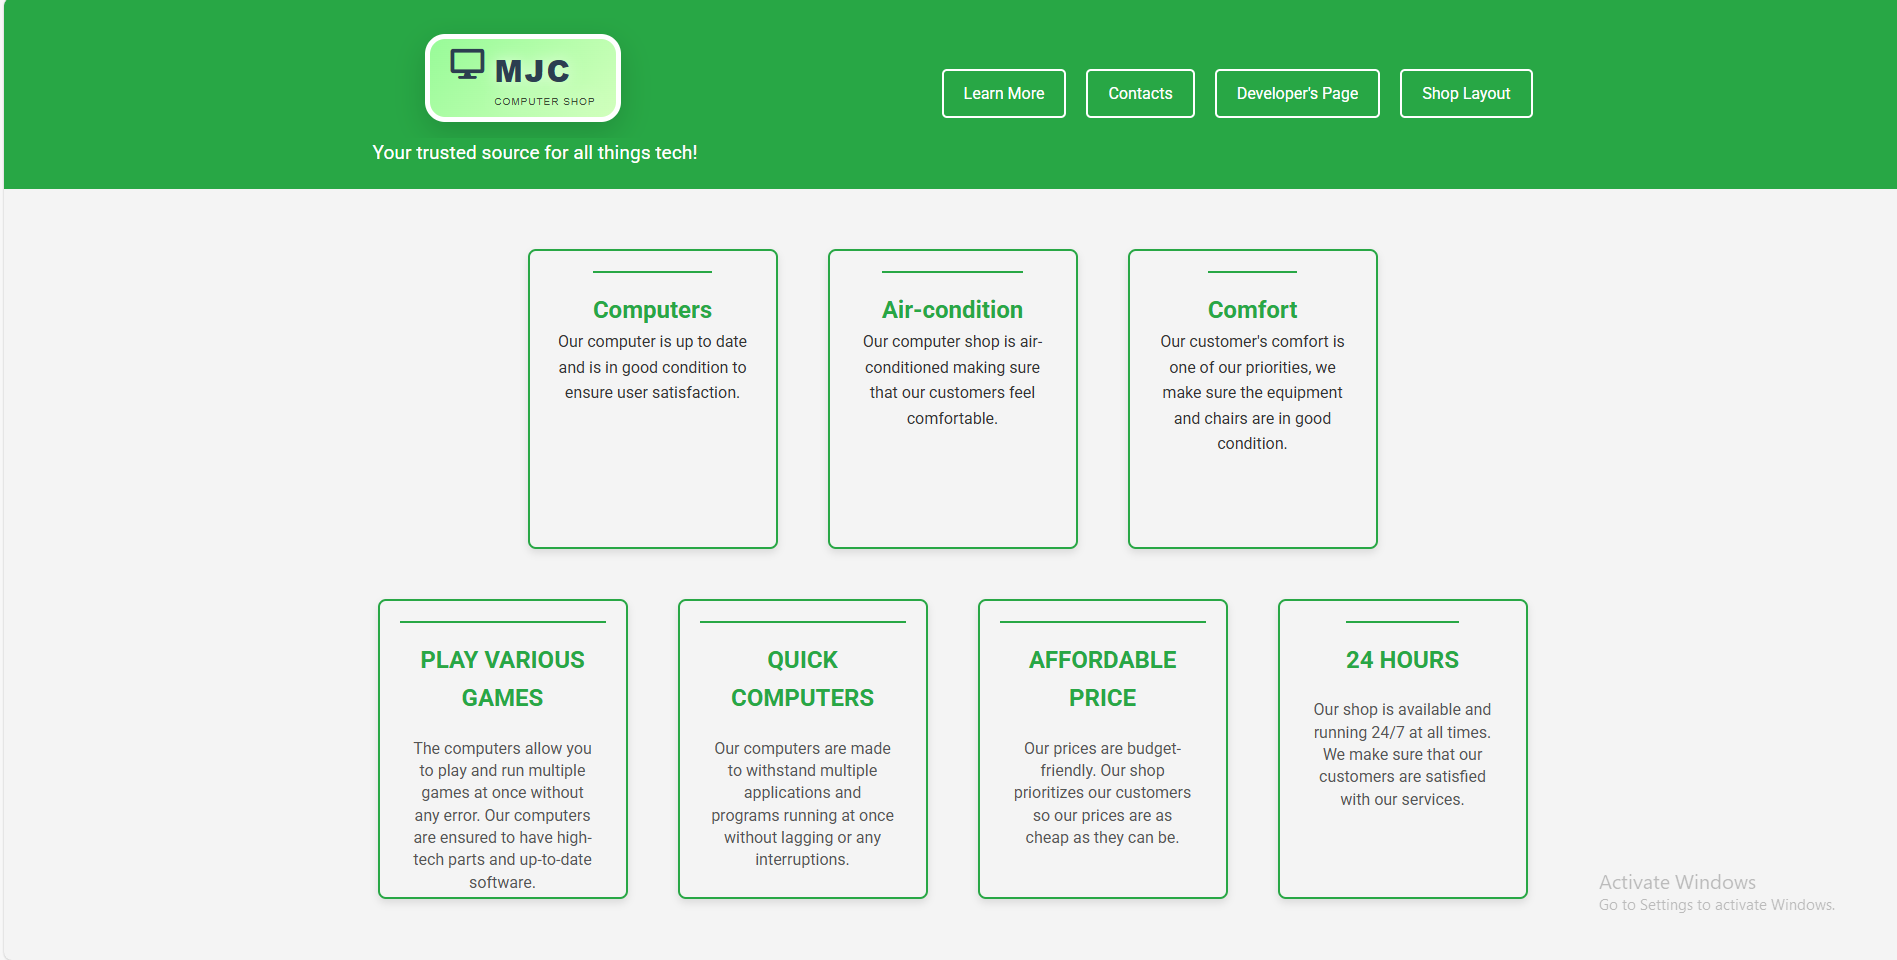 MJC
COMPUTER SHOP
Your trusted source for all things tech!
Learn More
Contacts
Developer's Page
Shop Layout
Computers
Our computer is up to date
and is in good condition to
ensure user satisfaction.
Air-condition
Our computer shop is air-
conditioned making sure
that our customers feel
comfortable.
Comfort
Our customer's comfort is
one of our priorities, we
make sure the equipment
and chairs are in good
condition.
PLAY VARIOUS
GAMES
The computers allow you
to play and run multiple
games at once without
any error. Our computers
are ensured to have high-
tech parts and up-to-date
software.
QUICK
COMPUTERS
Our computers are made
to withstand multiple
applications and
programs running at once
without lagging or any
interruptions.
AFFORDABLE
PRICE
Our prices are budget-
friendly. Our shop
prioritizes our customers
so our prices are as
cheap as they can be.
24 HOURS
Our shop is available and
running 24/7 at all times.
We make sure that our
customers are satisfied
with our services.
Activate Windows
Go to Settings to activate Windows.